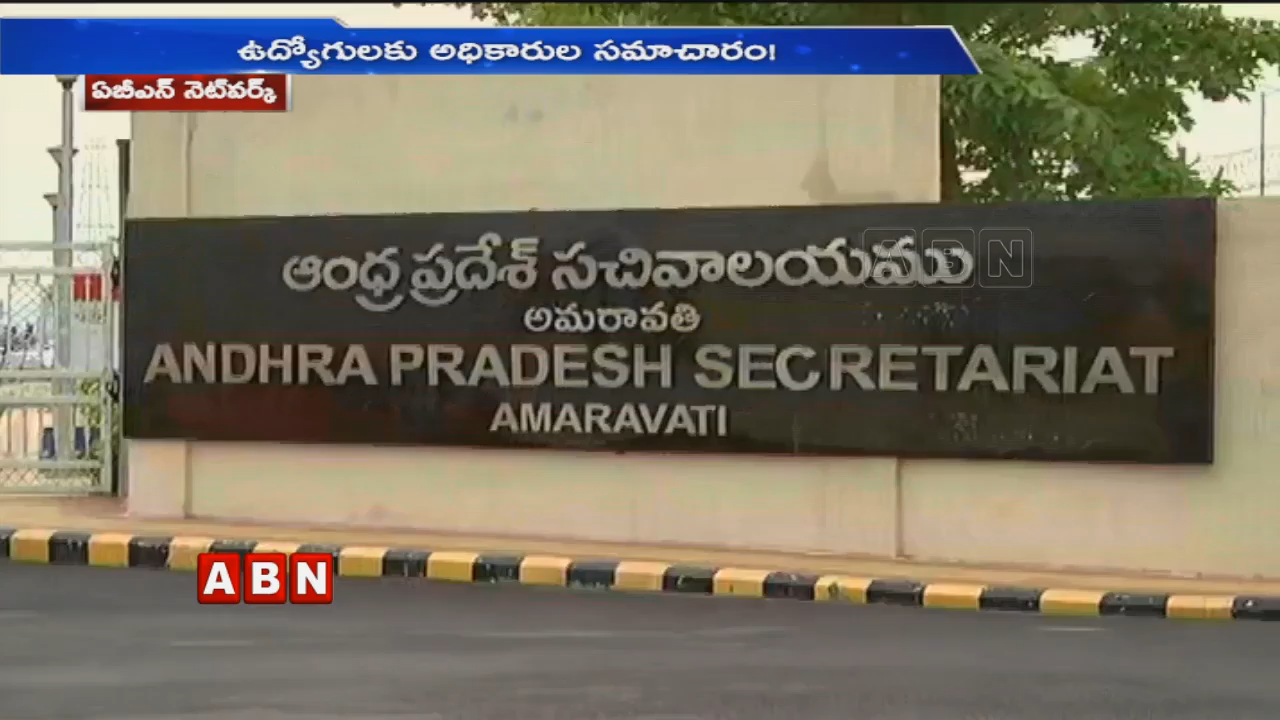 ఉద్యోగులకు అధికారుల సమాచారం!
ఏబీఎన్ నెట్‌వర్క్
ABN
ఆంధ్ర ప్రదేశ్ సచివాలయము
అమరావతి
ANDHRA PRADESH SECRETARIAT
AMARAVATI
ABN